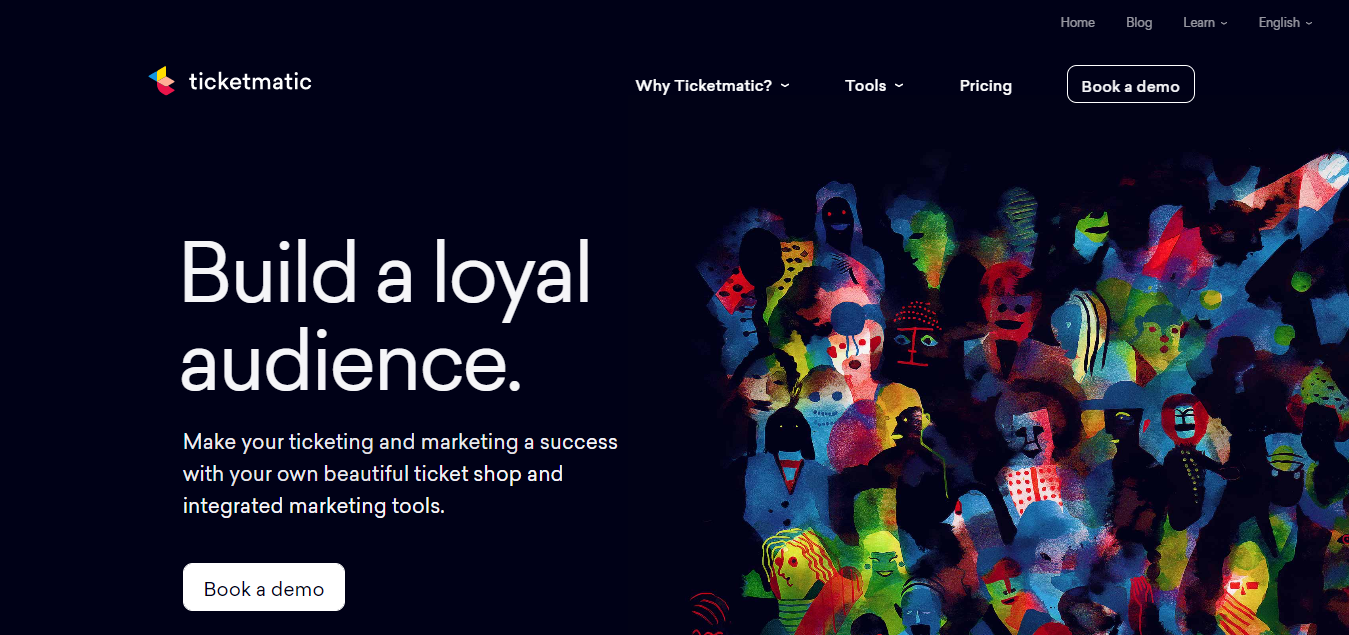 Home Blog Learn English
ticketmatic
Why Ticketmatic? Tools Pricing Book a demo
Build a loyal
audience.
Make your ticketing and marketing a success
with your own beautiful ticket shop and
integrated marketing tools.
Book a demo